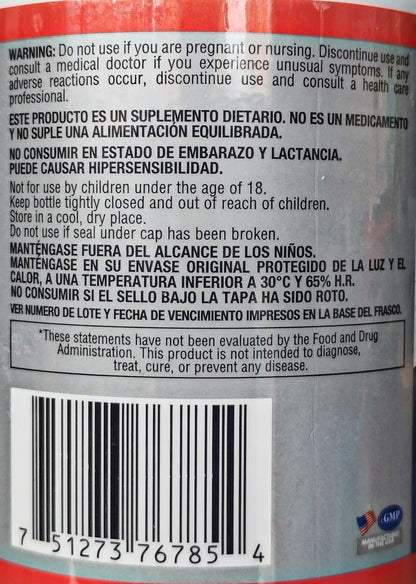 WARNING: Do not use if you are pregnant or nursing. Discontinue use and
consult a medical doctor if you experience unusual symptoms. If any
adverse reactions occur, discontinue use and consult a health care
professional.
ESTE PRODUCTO ES UN SUPLEMENTO DIETARIO. NO ES UN MEDICAMENTO
Y NO SUPLE UNA ALIMENTACIÓN EQUILIBRADA.
NO CONSUMIR EN ESTADO DE EMBARAZO Y LACTANCIA.
PUEDE CAUSAR HIPERSENSIBILIDAD.
Not for use by children under the age of 18.
Keep bottle tightly closed and out of reach of children.
Store in a cool, dry place.
Do not use if seal under cap has been broken.
MANTÉNGASE FUERA DEL ALCANCE DE LOS NIÑOS.
MANTÉNGASE EN SU ENVASE ORIGINAL PROTEGIDO DE LA LUZ Y EL
CALOR, A UNA TEMPERATURA INFERIOR A 30°C Y 65% H.R.
NO CONSUMIR SI EL SELLO BAJO LA TAPA HA SIDO ROTO.
VER NUMERO DE LOTE Y FECHA DE VENCIMIENTO IMPRESOS EN LA BASE DEL FRASCO.
*These statements have not been evaluated by the Food and Drug
Administration. This product is not intended to diagnose,
treat, cure, or prevent any disease.
7 51273 76785 4
cGMP
MANUFACTURED
IN THE USA